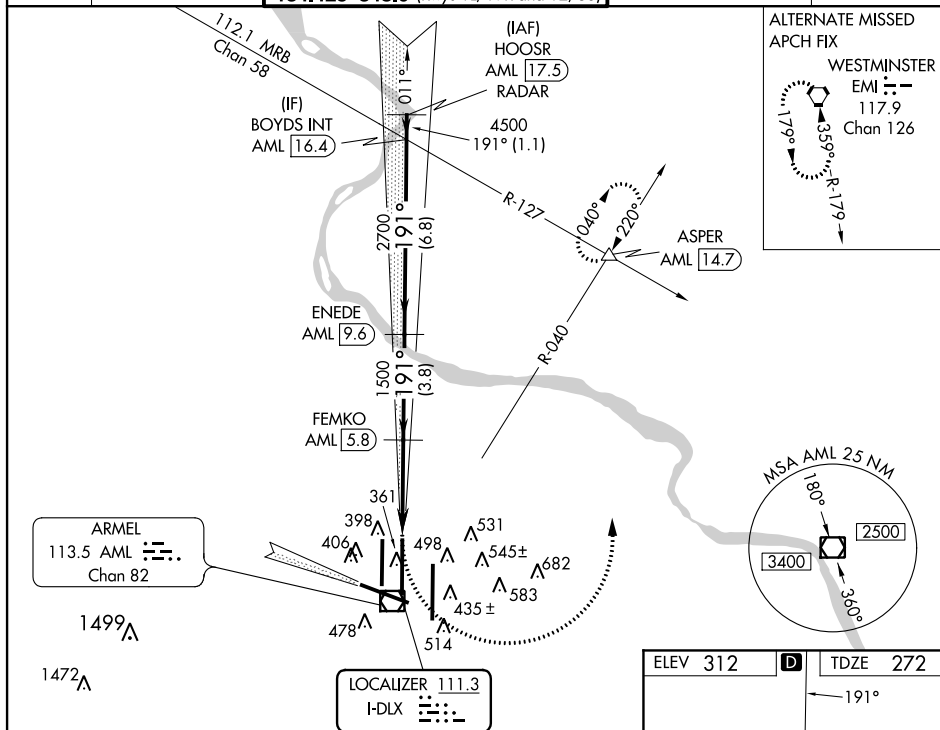 112.1 MRB
Chan 58
(IAF)
HOOSR
AML 17.5
RADAR
011°
(IF)
BOYDS INT
AML 16.4
4500
191° (1.1)
R-127
2700
191°
(6.8)
040°
220°
ASPER
AML 14.7
R-040
ENEDE
AML 9.6
1500
191°
(3.8)
FEMKO
AML 5.8
ALTERNATE MISSED
APCH FIX
WESTMINSTER
EMI
117.9
Chan 126
179°
359°
R-179
MSA AML 25 NM
180°
2500
3400
360°
361
398
406
498
531
545±
682
583
435 ±
514
478
1499
1472
ARMEL
113.5 AML
Chan 82
LOCALIZER 111.3
I-DLX
ELEV 312
D
TDZE 272
191°